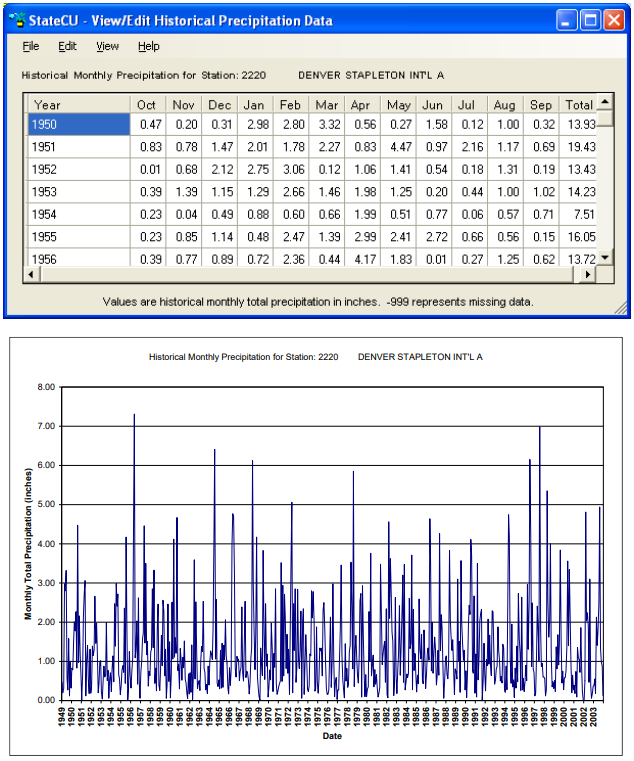 StateCU - View/Edit Historical Precipitation Data
File Edit View Help
Historical Monthly Precipitation for Station: 2220 DENVER STAPLETON INT'L A
Year Oct Nov Dec Jan Feb Mar Apr May Jun Jul Aug Sep Total
1950 0.47 0.20 0.31 2.98 2.80 3.32 0.56 0.27 1.58 0.12 1.00 0.32 13.93
1951 0.83 0.78 1.47 2.01 1.78 2.27 0.83 4.47 0.97 2.16 1.17 0.69 19.43
1952 0.01 0.68 2.12 2.75 3.06 0.12 1.06 1.41 0.54 0.18 1.31 0.19 13.43
1953 0.39 1.39 1.15 1.29 2.66 1.46 1.98 1.25 0.20 0.44 1.00 1.02 14.23
1954 0.23 0.04 0.49 0.88 0.60 0.66 1.99 0.51 0.77 0.06 0.57 0.71 7.51
1955 0.23 0.85 1.14 0.48 2.47 1.39 2.99 2.41 2.72 0.66 0.56 0.15 16.05
1956 0.39 0.77 0.89 0.72 2.36 0.44 4.17 1.83 0.01 0.27 1.25 0.62 13.72
Values are historical monthly total precipitation in inches. -999 represents missing data.
Historical Monthly Precipitation for Station: 2220 DENVER STAPLETON INT'L A
Monthly Total Precipitation (inches)
8.00
7.00
6.00
5.00
4.00
3.00
2.00
1.00
0.00
1949 1950 1951 1952 1953 1954 1955 1956 1957 1958 1959 1960 1961 1962 1963 1964 1965 1966 1967 1968 1969 1970 1971 1972 1973 1974 1975 1976 1977 1978 1979 1980 1981 1982 1983 1984 1985 1986 1987 1988 1989 1990 1991 1992 1993 1994 1995 1996 1997 1998 1999 2000 2001 2002 2003
Date